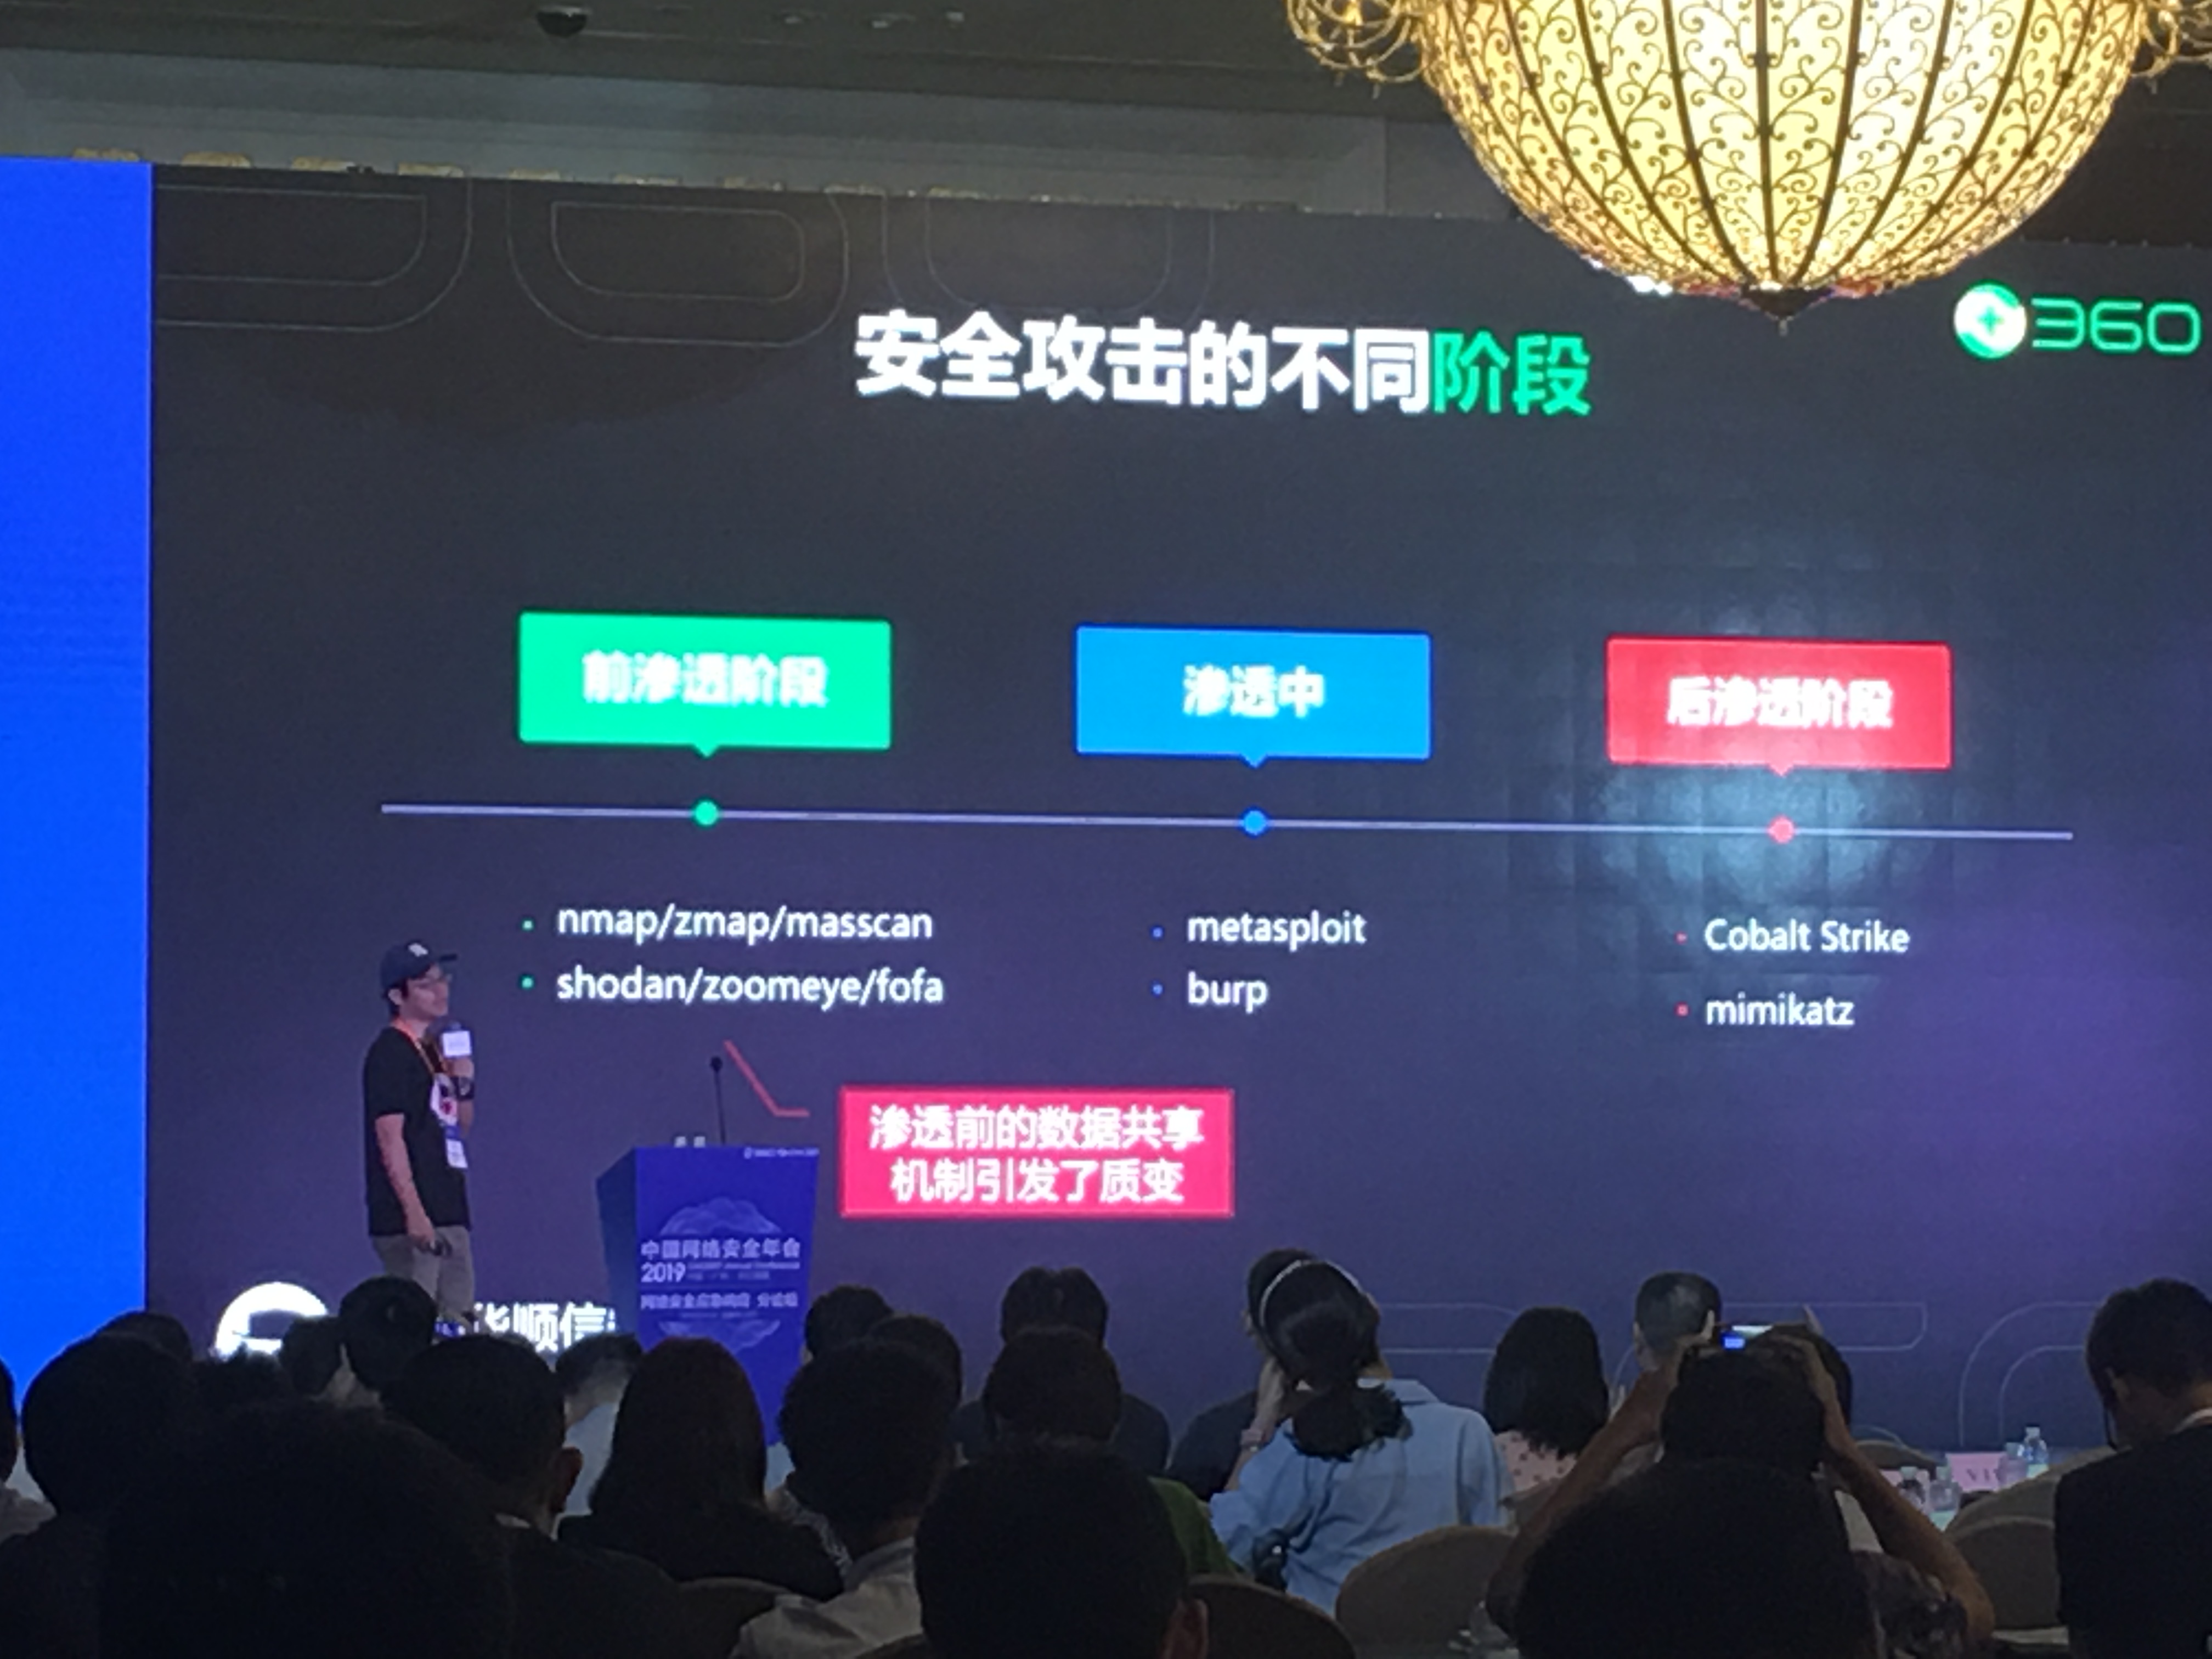 360
安全攻击的不同阶段
前渗透阶段
渗透中
后渗透阶段
nmap/zmap/masscan
shodan/zoomeye/fofa
metasploit
burp
Cobalt Strike
mimikatz
渗透前的数据共享
机制引发了质变
中国网络安全年会
2019
网络安全应急响应 分论坛
华顺信